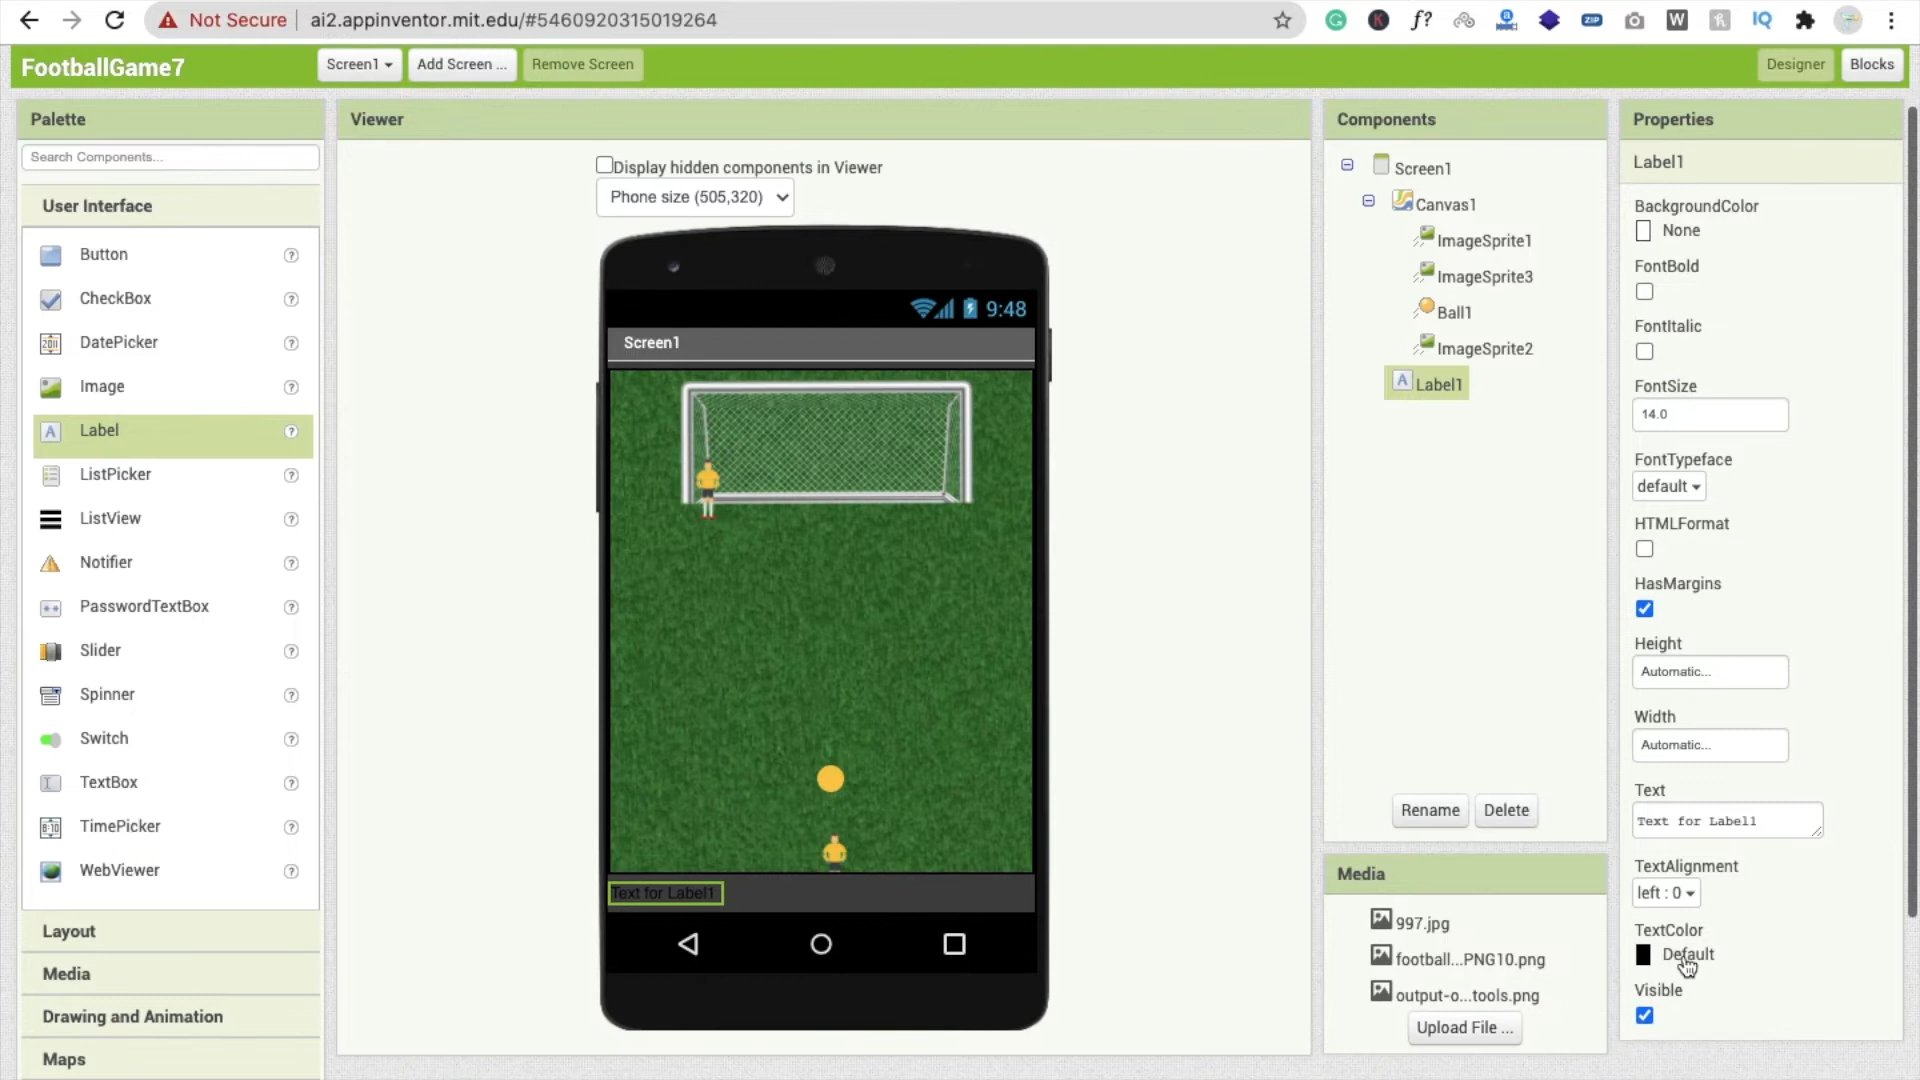 Not Secure
ai2.appinventor.mit.edu/#5460920315019264
FootballGame7
Screen1
Add Screen ...
Remove Screen
Designer
Blocks
Palette
Search Components...
User Interface
Button
CheckBox
DatePicker
Image
Label
ListPicker
ListView
Notifier
PasswordTextBox
Slider
Spinner
Switch
TextBox
TimePicker
WebViewer
Layout
Media
Drawing and Animation
Maps
Viewer
Display hidden components in Viewer
Phone size (505,320)
9:48
Screen1
Text for Label1
Components
Screen1
Canvas1
ImageSprite1
ImageSprite3
Ball1
ImageSprite2
Label1
Rename
Delete
Media
997.jpg
football...PNG10.png
output-o...tools.png
Upload File ...
Properties
Label1
BackgroundColor
None
FontBold
FontItalic
FontSize
14.0
FontTypeface
default
HTMLFormat
HasMargins
Height
Automatic...
Width
Automatic...
Text
Text for Label1
TextAlignment
left : 0
TextColor
Default
Visible